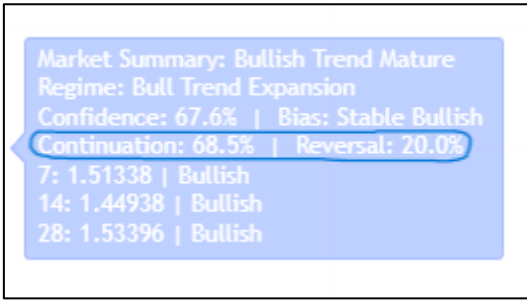 Market Summary: Bullish Trend Mature
Regime: Bull Trend Expansion
Confidence: 67.6% | Bias: Stable Bullish
Continuation: 68.5% | Reversal: 20.0%
7: 1.51338 | Bullish
14: 1.44938 | Bullish
28: 1.53396 | Bullish